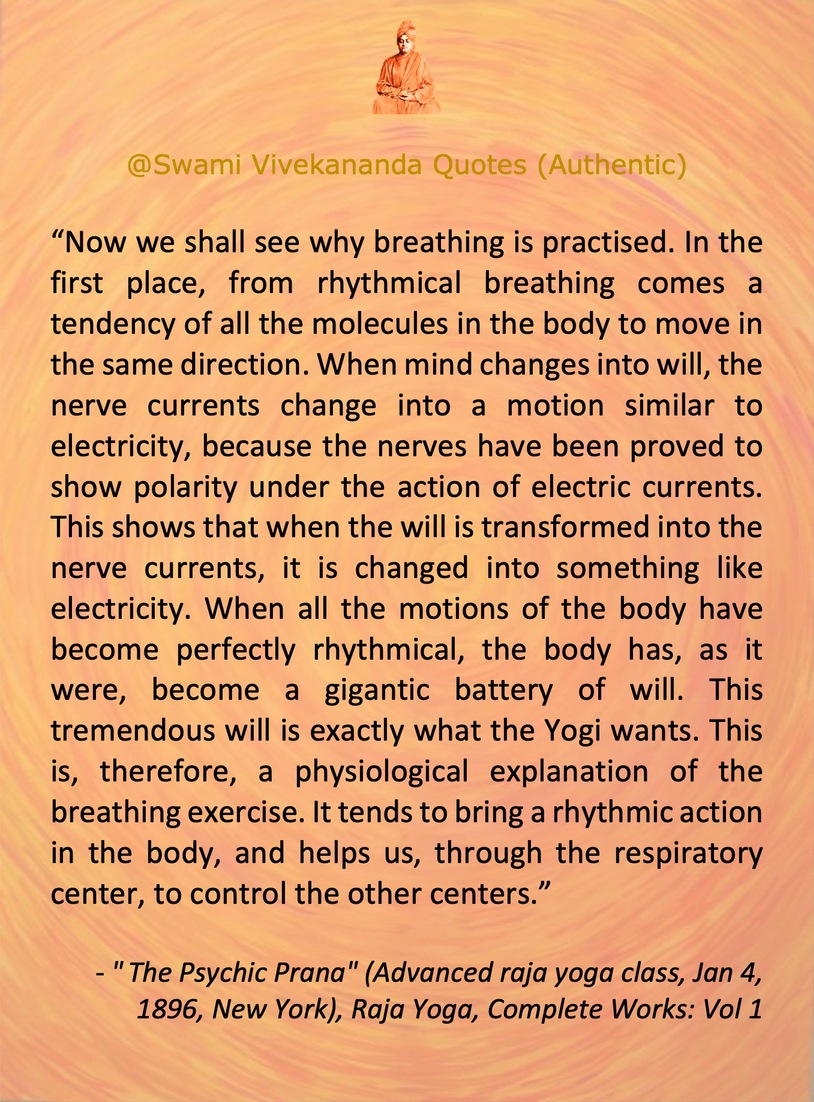 @Swami Vivekananda Quotes (Authentic)
“Now we shall see why breathing is practised. In the
first place, from rhythmical breathing comes a
tendency of all the molecules in the body to move in
the same direction. When mind changes into will, the
nerve currents change into a motion similar to
electricity, because the nerves have been proved to
show polarity under the action of electric currents.
This shows that when the will is transformed into the
nerve currents, it is changed into something like
electricity. When all the motions of the body have
become perfectly rhythmical, the body has, as it
were, become a gigantic battery of will. This
tremendous will is exactly what the Yogi wants. This
is, therefore, a physiological explanation of the
breathing exercise. It tends to bring a rhythmic action
in the body, and helps us, through the respiratory
center, to control the other centers.”
- "The Psychic Prana" (Advanced raja yoga class, Jan 4,
1896, New York), Raja Yoga, Complete Works: Vol 1